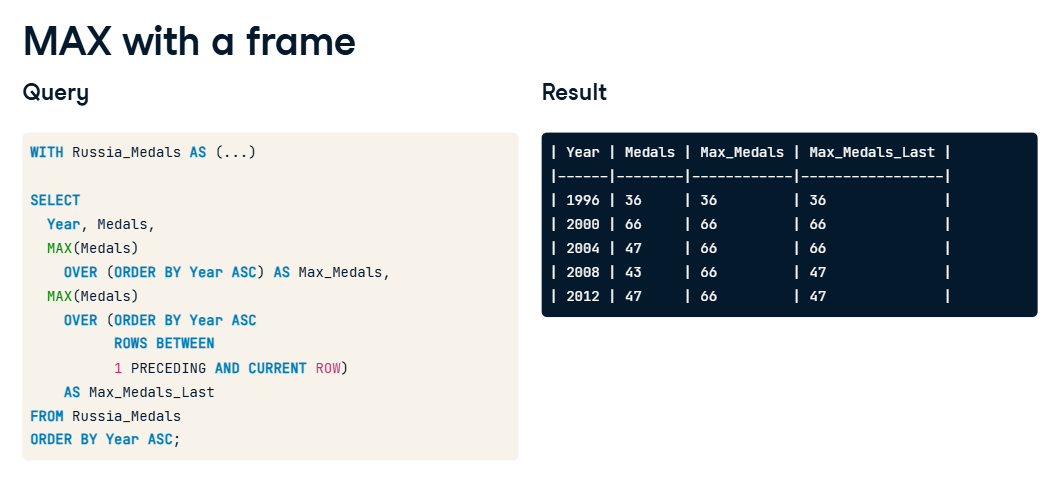 MAX with a frame
Query
WITH Russia_Medals AS (...)
SELECT
Year, Medals,
MAX(Medals)
OVER (ORDER BY Year ASC) AS Max_Medals,
MAX(Medals)
OVER (ORDER BY Year ASC
ROWS BETWEEN
1 PRECEDING AND CURRENT ROW)
AS Max_Medals_Last
FROM Russia_Medals
ORDER BY Year ASC;
Result
| Year | Medals | Max_Medals | Max_Medals_Last |
|------|--------|------------|-----------------|
| 1996 | 36     | 36         | 36              |
| 2000 | 66     | 66         | 66              |
| 2004 | 47     | 66         | 66              |
| 2008 | 43     | 66         | 47              |
| 2012 | 47     | 66         | 47              |